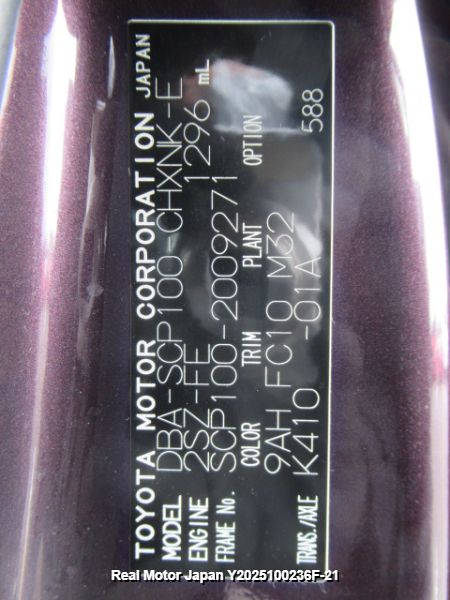 TOYOTA MOTOR CORPORATION JAPAN
MODEL DBA-SCP100-CHXNK-E
ENGINE 2SZ-FE 1296 mL
FRAME No. SCP100-2009271
COLOR TRIM PLANT OPTION
9AH FC10 M32 588
TRANS./AXLE K410 -01A
Real Motor Japan Y2025100236F-21